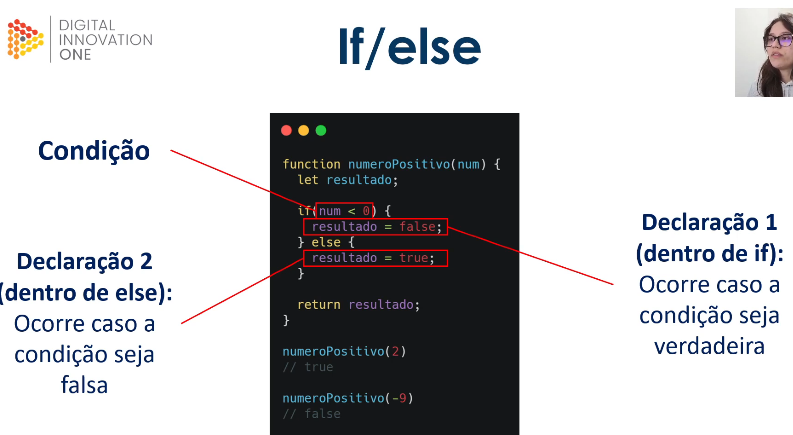 DIGITAL
INNOVATION
ONE
If/else
Condição
function numeroPositivo(num) {
let resultado;
if(num < 0) {
resultado = false;
} else {
resultado = true;
}
return resultado;
}
numeroPositivo(2)
// true
numeroPositivo(-9)
// false
Declaração 2
(dentro de else):
Ocorre caso a
condição seja
falsa
Declaração 1
(dentro de if):
Ocorre caso a
condição seja
verdadeira